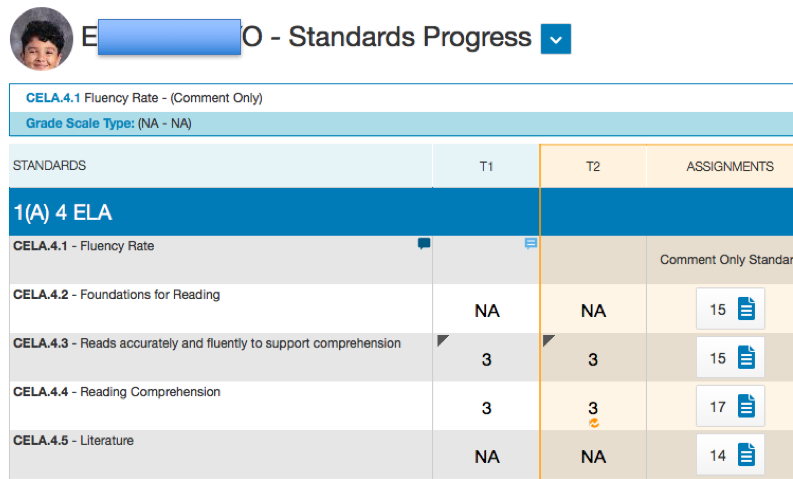 E O - Standards Progress
CELA.4.1 Fluency Rate - (Comment Only)
Grade Scale Type: (NA - NA)
STANDARDS T1 T2 ASSIGNMENTS
1(A) 4 ELA
CELA.4.1 - Fluency Rate
Comment Only Standar
CELA.4.2 - Foundations for Reading
NA NA 15
CELA.4.3 - Reads accurately and fluently to support comprehension
3 3 15
CELA.4.4 - Reading Comprehension
3 3 17
CELA.4.5 - Literature
NA NA 14